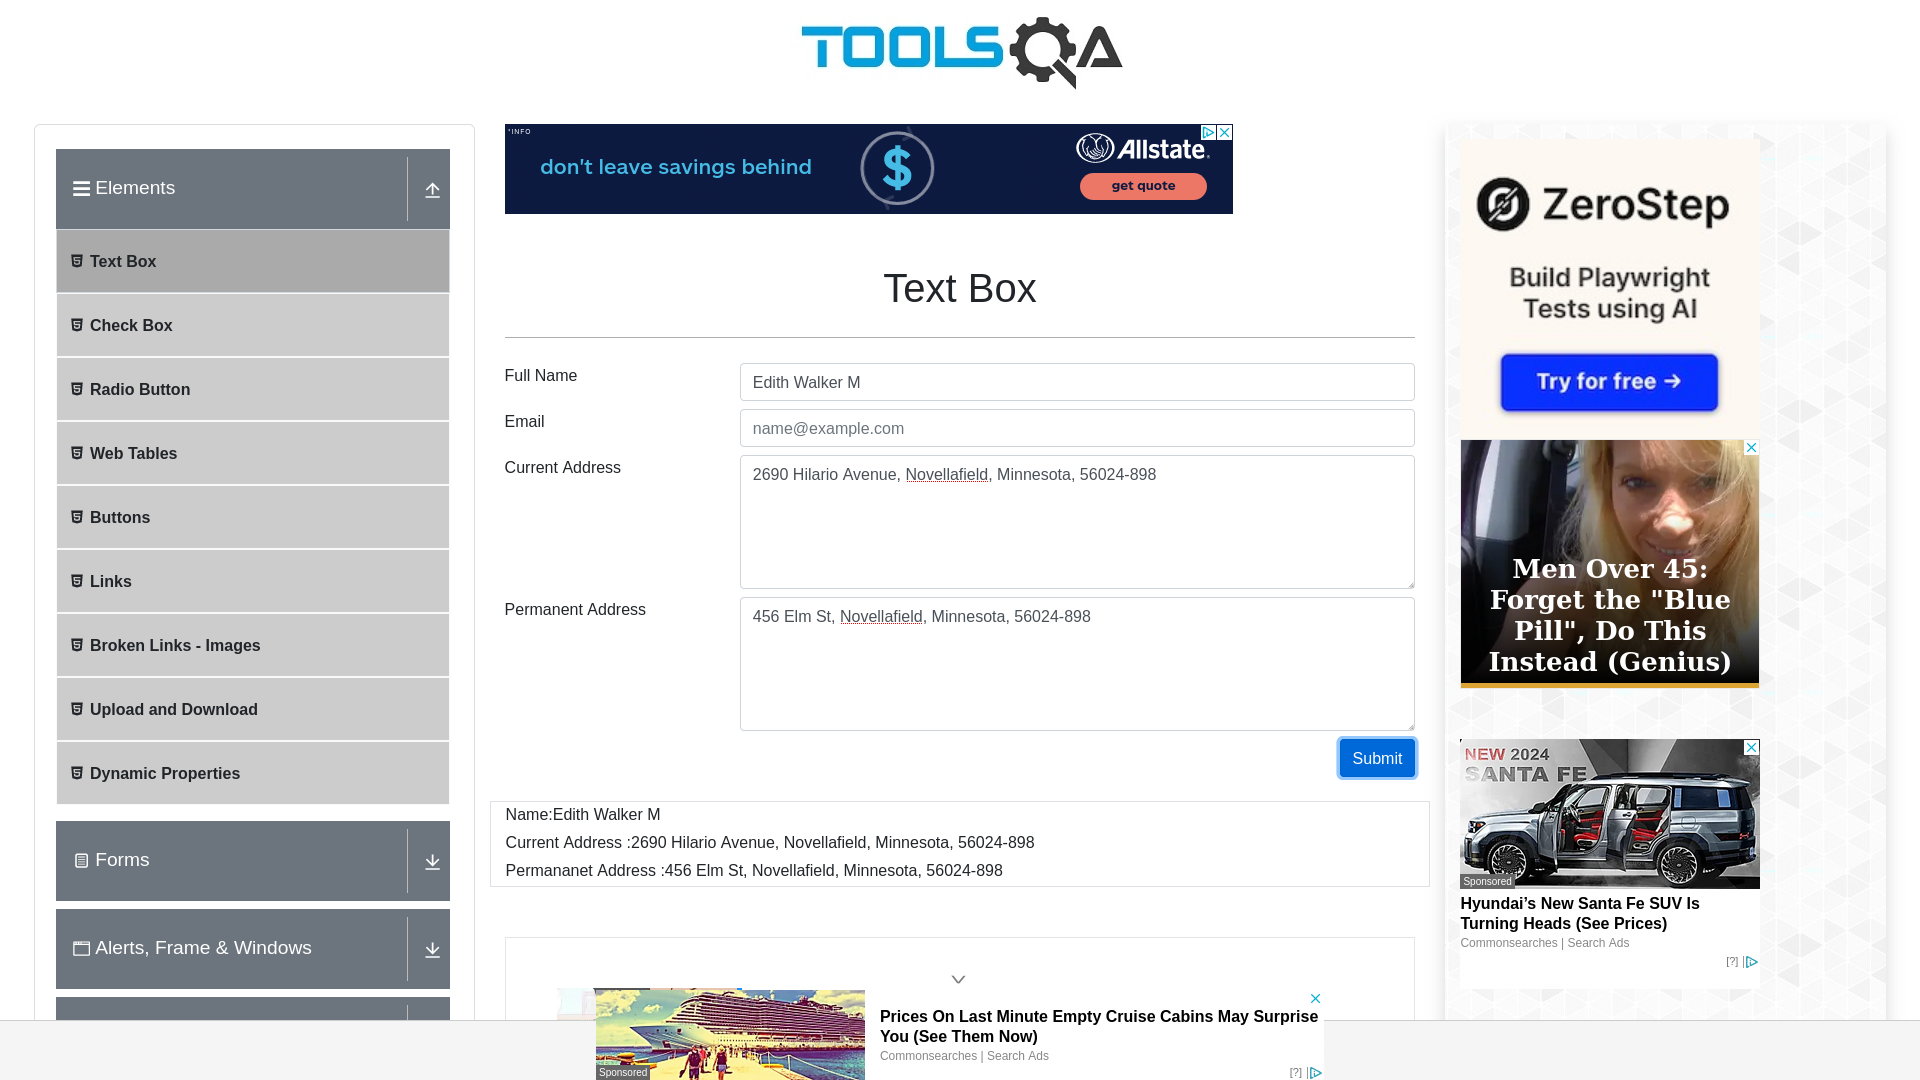 TOOLSQA
*INFO
don't leave savings behind
$
Allstate.
get quote
Elements
Text Box
Check Box
Radio Button
Web Tables
Buttons
Links
Broken Links - Images
Upload and Download
Dynamic Properties
Forms
Alerts, Frame & Windows
Text Box
Full Name
Edith Walker M
Email
name@example.com
Current Address
2690 Hilario Avenue, Novellafield, Minnesota, 56024-898
Permanent Address
456 Elm St, Novellafield, Minnesota, 56024-898
Submit
Name:Edith Walker M
Current Address :2690 Hilario Avenue, Novellafield, Minnesota, 56024-898
Permananet Address :456 Elm St, Novellafield, Minnesota, 56024-898
ZeroStep
Build Playwright
Tests using AI
Try for free →
Men Over 45:
Forget the "Blue
Pill", Do This
Instead (Genius)
NEW 2024
SANTA FE
Sponsored
Hyundai’s New Santa Fe SUV Is
Turning Heads (See Prices)
Commonsearches | Search Ads
[?]
Prices On Last Minute Empty Cruise Cabins May Surprise
You (See Them Now)
Commonsearches | Search Ads
Sponsored
[?]